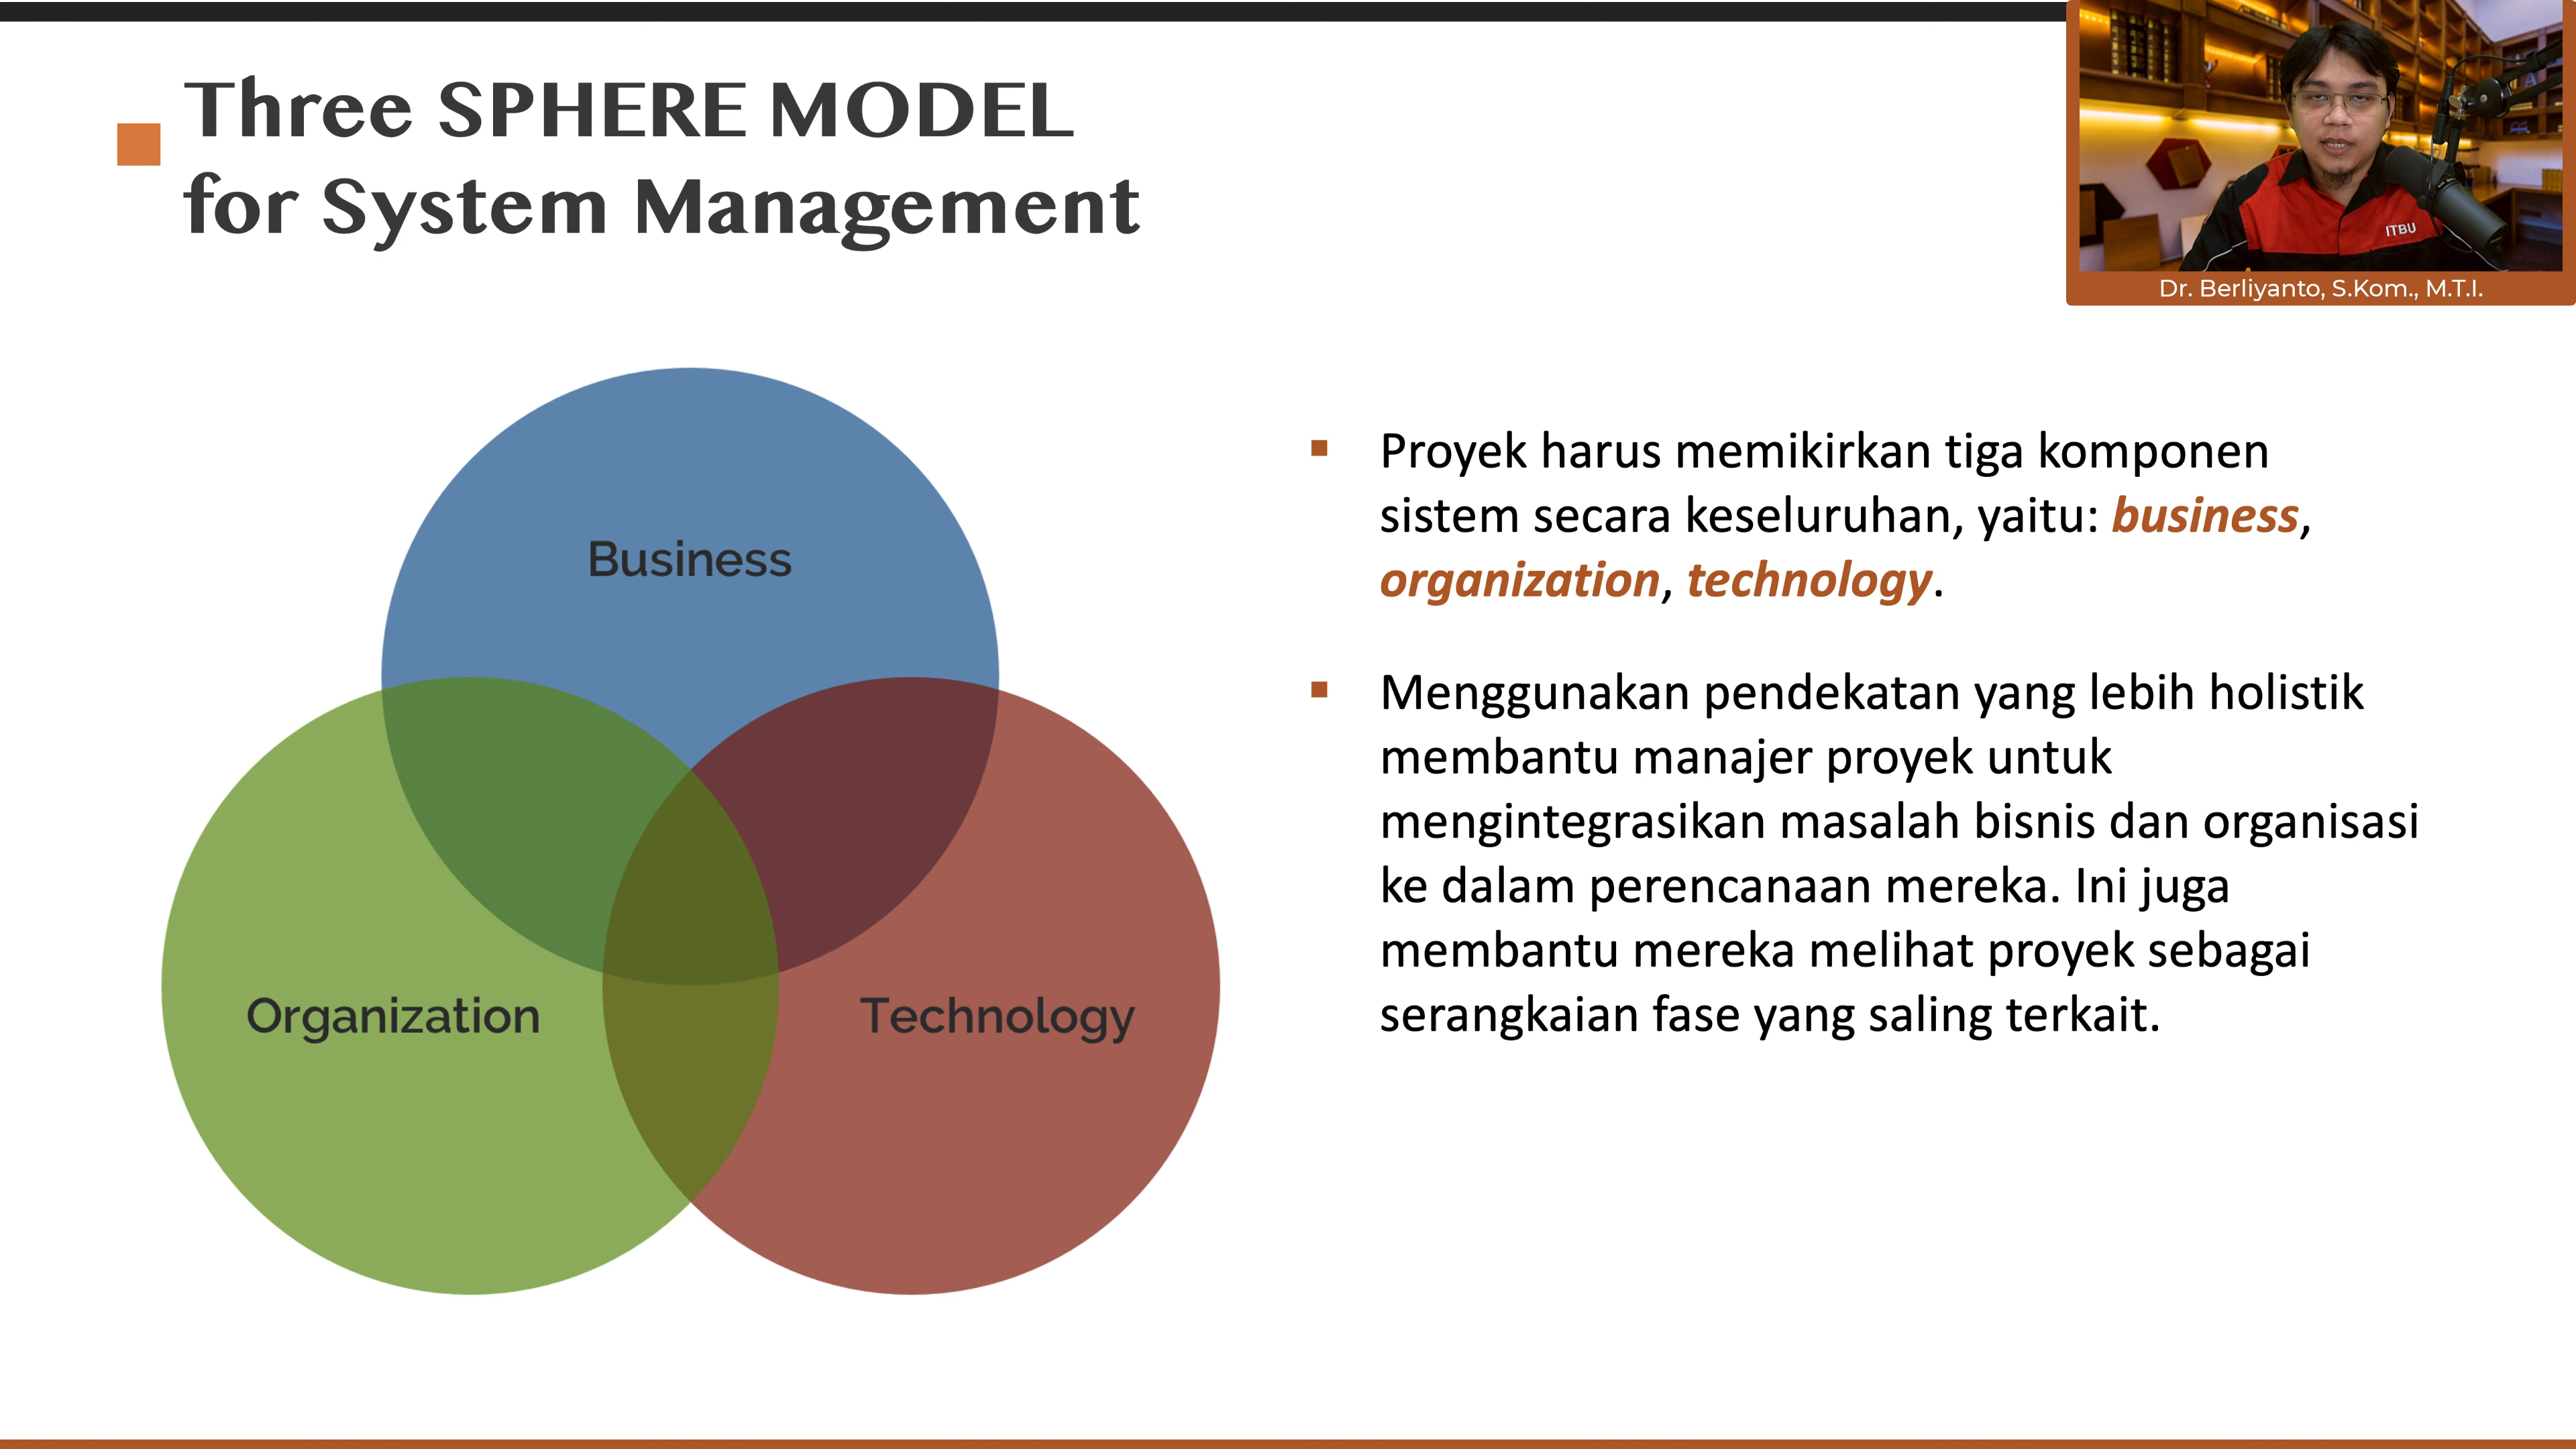 Three SPHERE MODEL
for System Management
ITBU
Dr. Berliyanto, S.Kom., M.T.I.
Business
Organization
Technology
Proyek harus memikirkan tiga komponen
sistem secara keseluruhan, yaitu: business,
organization, technology.
Menggunakan pendekatan yang lebih holistik
membantu manajer proyek untuk
mengintegrasikan masalah bisnis dan organisasi
ke dalam perencanaan mereka. Ini juga
membantu mereka melihat proyek sebagai
serangkaian fase yang saling terkait.